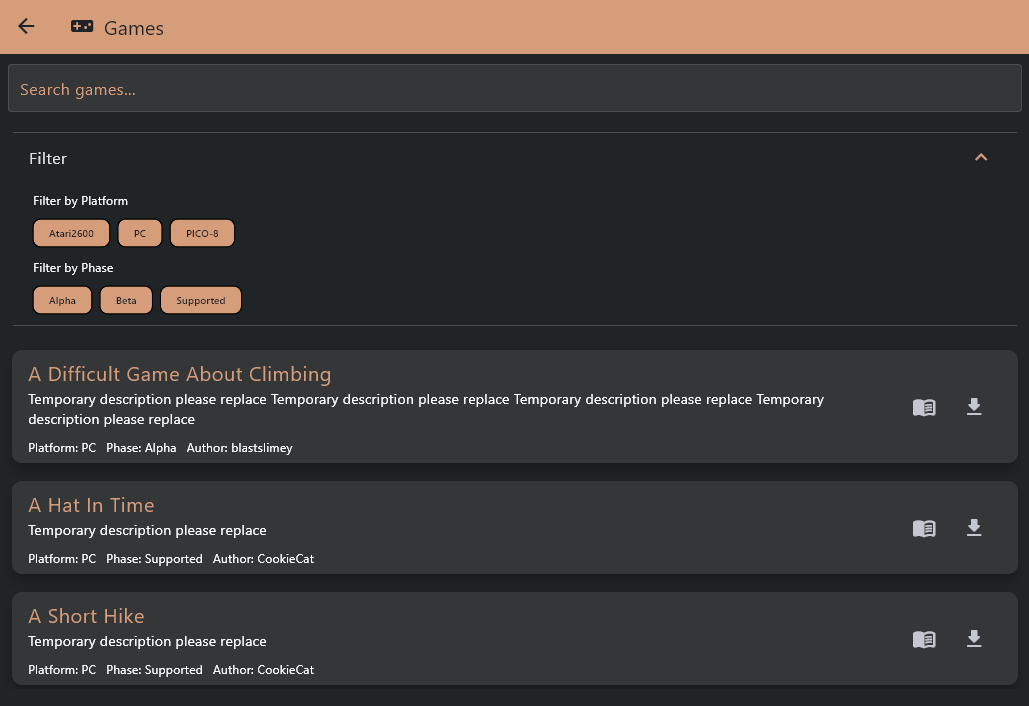 Games
Search games...
Filter
Filter by Platform
Atari2600 PC PICO-8
Filter by Phase
Alpha Beta Supported
A Difficult Game About Climbing
Temporary description please replace Temporary description please replace Temporary description please replace Temporary
description please replace
Platform: PC Phase: Alpha Author: blastslimey
A Hat In Time
Temporary description please replace
Platform: PC Phase: Supported Author: CookieCat
A Short Hike
Temporary description please replace
Platform: PC Phase: Supported Author: CookieCat